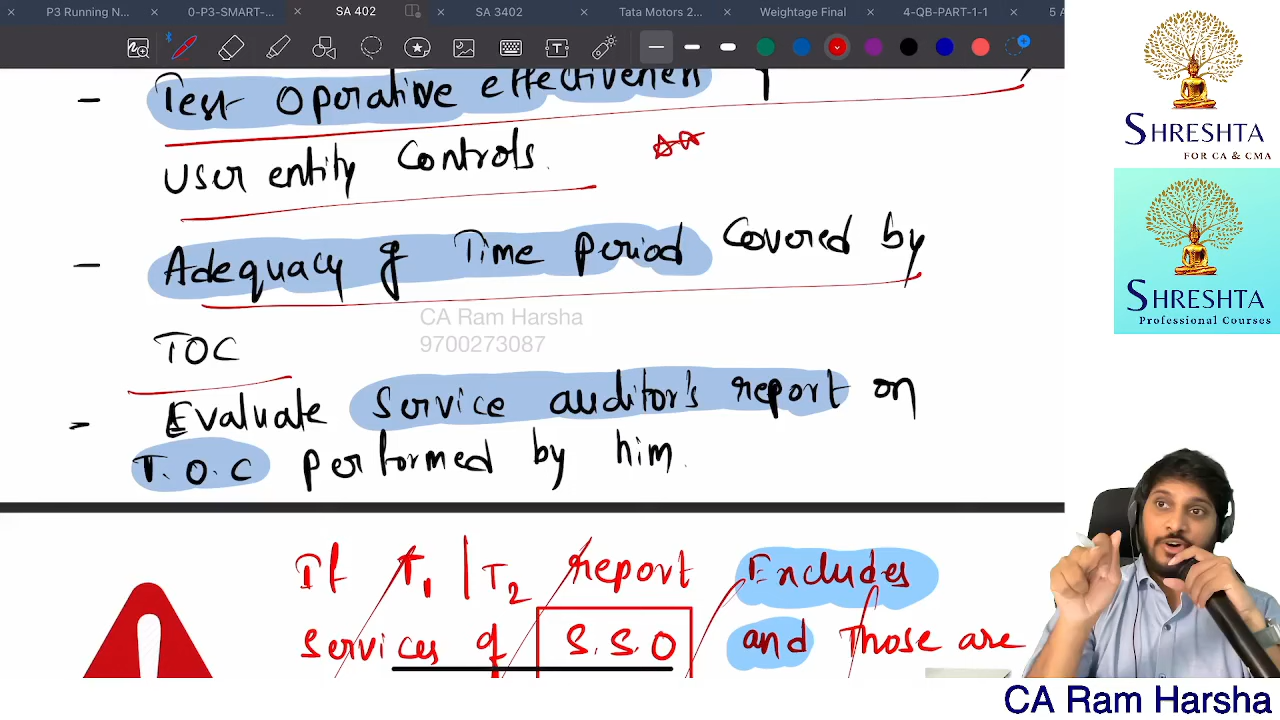 P3 Running N...
0-P3-SMART-...
SA 402
SA 3402
Tata Motors 2...
Weightage Final
4-QB-PART-1-1
5 A
- Test Operative effectiveness
User entity Controls.
- Adequacy of Time period Covered by
TOC
- Evaluate Service auditor's report on
T.O.C performed by him.
CA Ram Harsha
9700273087
If T1 | T2 report Excludes
Services of S.S.O and Those are
SHRESHTA
FOR CA & CMA
SHRESHTA
Professional Courses
CA Ram Harsha